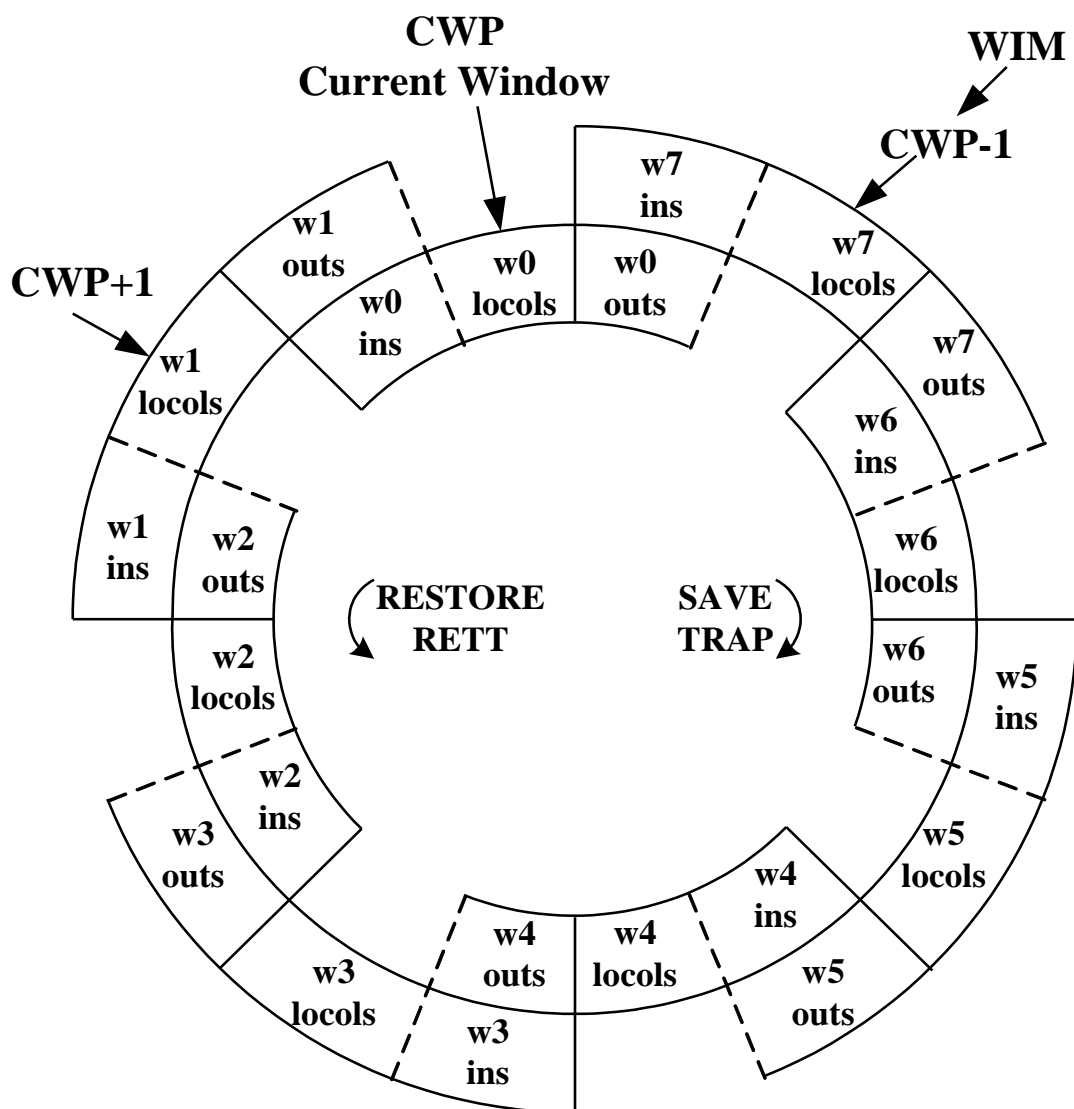 CWP
Current Window
WIM
CWP-1
CWP+1
w7
ins
w7
locols
w7
outs
w1
outs
w0
ins
w0
locols
w0
outs
w1
locols
w1
ins
w2
outs
w6
ins
w6
locols
RESTORE
RETT
SAVE
TRAP
w2
locols
w6
outs
w5
ins
w2
ins
w3
outs
w5
locols
w4
ins
w4
outs
w4
locols
w3
locols
w5
outs
w3
ins